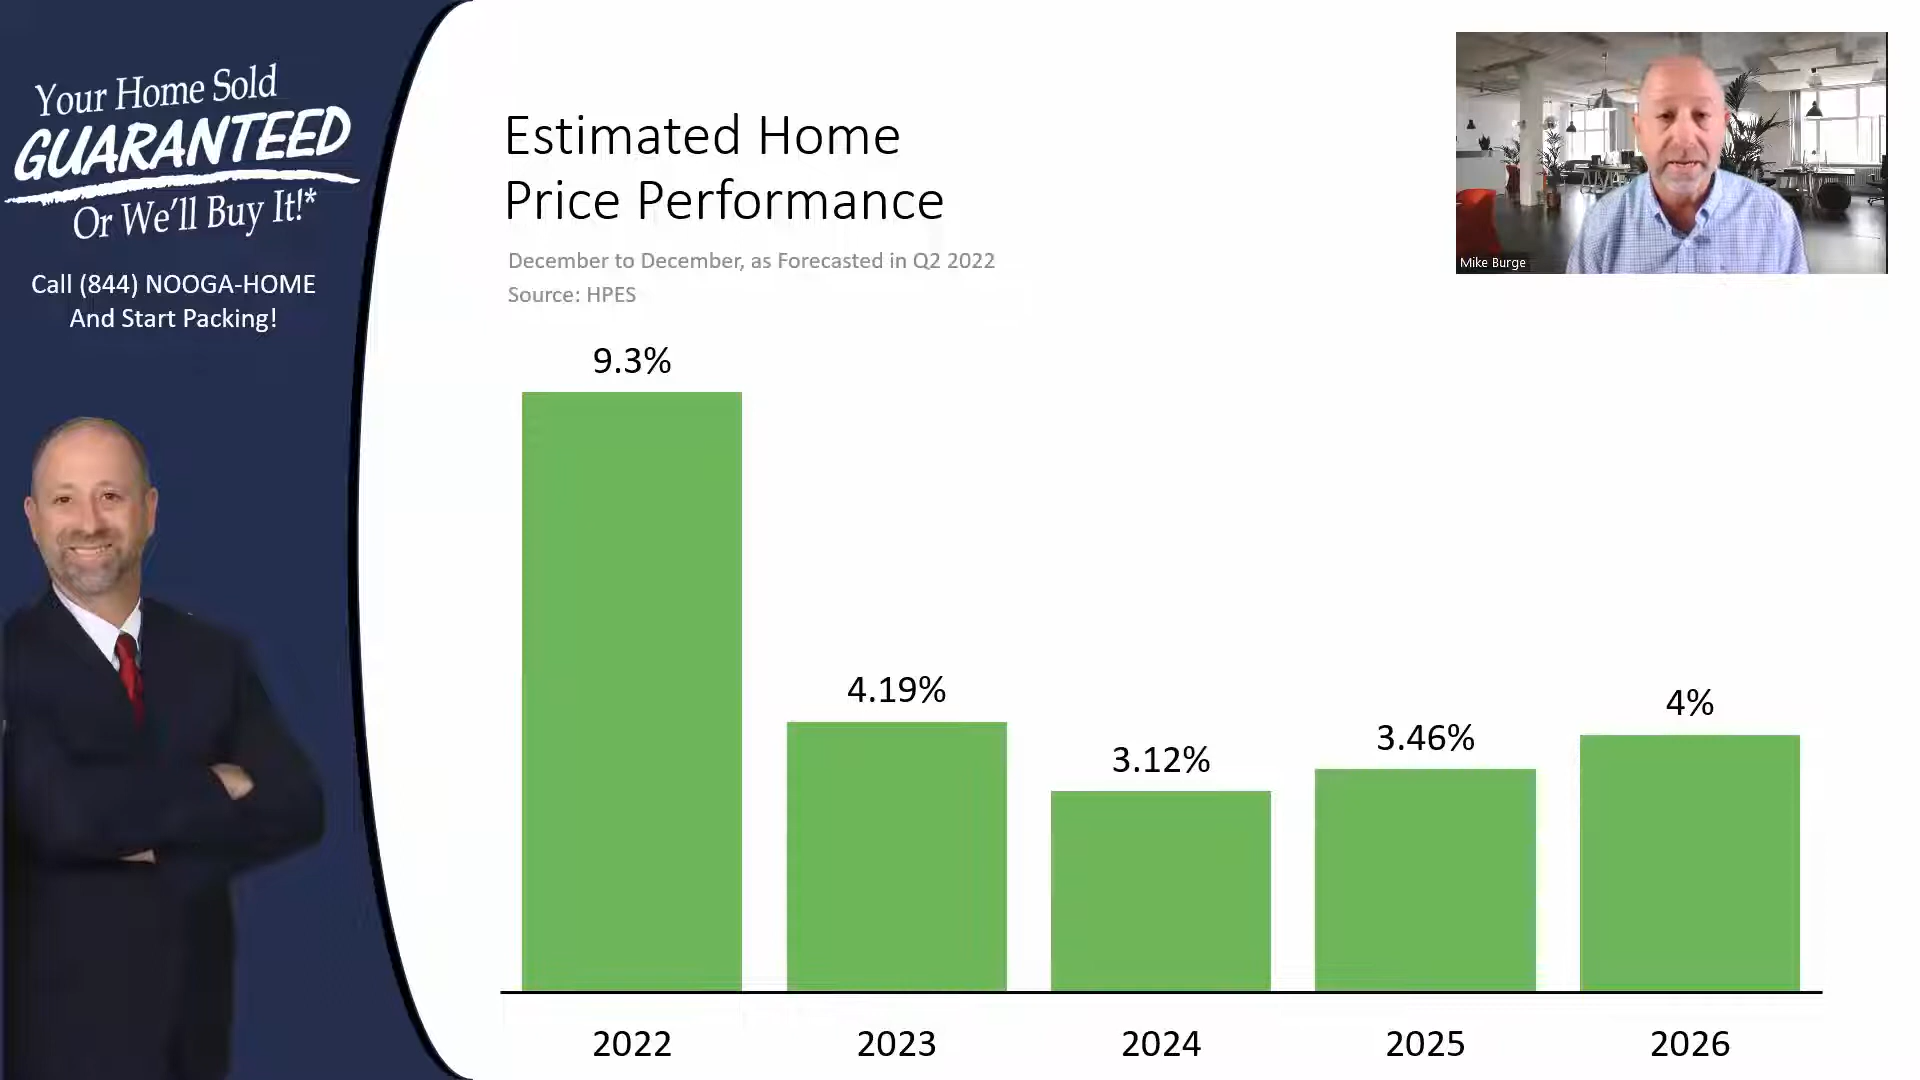 Your Home Sold
GUARANTEED
Or We'll Buy It!*
Call (844) NOOGA-HOME
And Start Packing!
Estimated Home
Price Performance
December to December, as Forecasted in Q2 2022
Source: HPES
Mike Burge
9.3%
4.19%
3.12%
3.46%
4%
2022
2023
2024
2025
2026